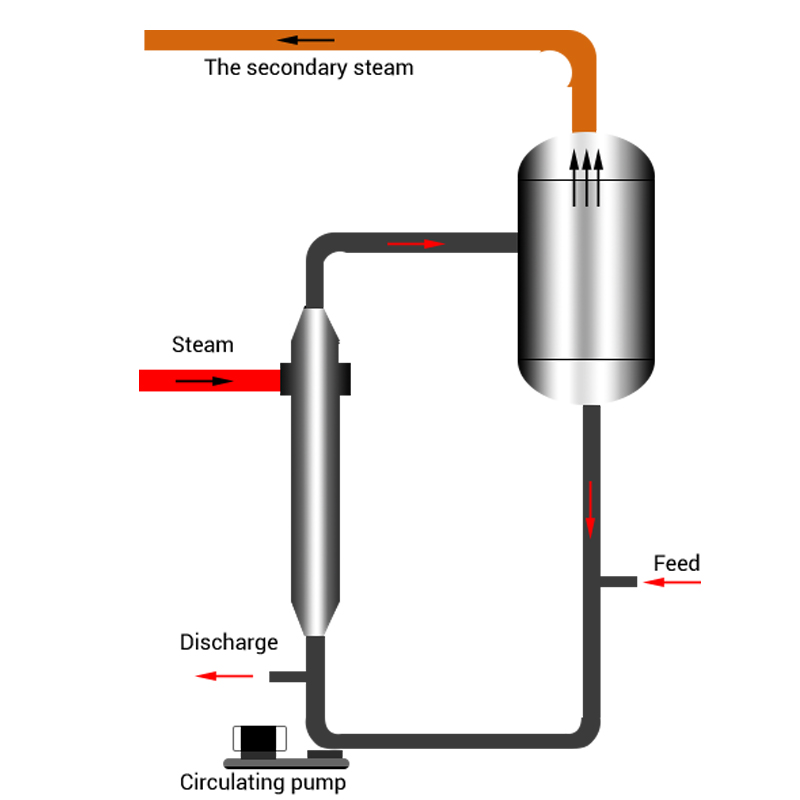 The secondary steam
Steam
Feed
Discharge
Circulating pump